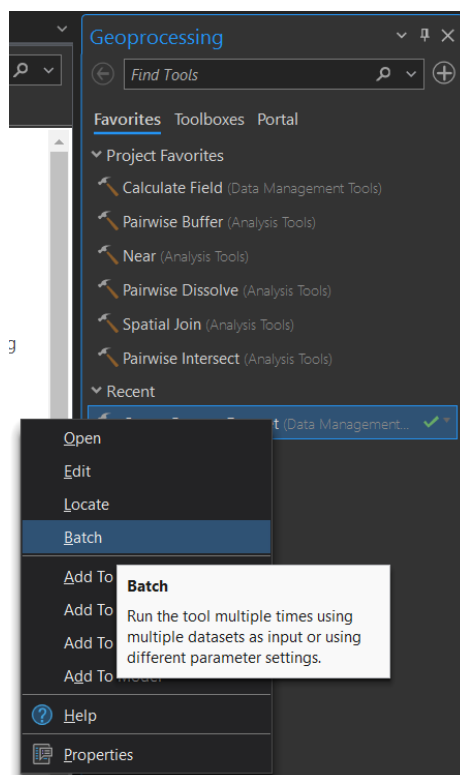 Geoprocessing
Find Tools
Favorites Toolboxes Portal
Project Favorites
Calculate Field (Data Management Tools)
Pairwise Buffer (Analysis Tools)
Near (Analysis Tools)
Pairwise Dissolve (Analysis Tools)
Spatial Join (Analysis Tools)
Pairwise Intersect (Analysis Tools)
Recent
t (Data Management...
g
Open
Edit
Locate
Batch
Add To
Add To
Add To
Add To Model
Batch
Run the tool multiple times using
multiple datasets as input or using
different parameter settings.
Help
Properties